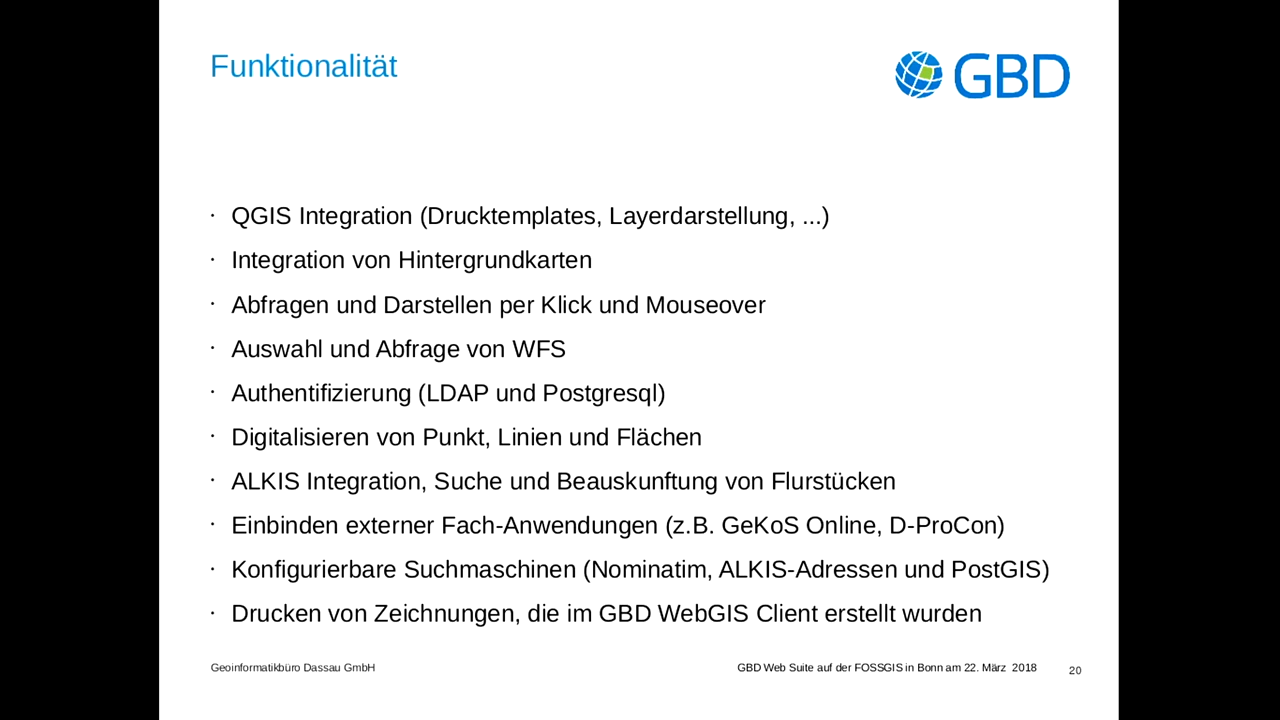 Funktionalität
GBD
· QGIS Integration (Drucktemplates, Layerdarstellung, ...)
· Integration von Hintergrundkarten
· Abfragen und Darstellen per Klick und Mouseover
· Auswahl und Abfrage von WFS
· Authentifizierung (LDAP und Postgresql)
· Digitalisieren von Punkt, Linien und Flächen
· ALKIS Integration, Suche und Beauskunftung von Flurstücken
· Einbinden externer Fach-Anwendungen (z.B. GeKoS Online, D-ProCon)
· Konfigurierbare Suchmaschinen (Nominatim, ALKIS-Adressen und PostGIS)
· Drucken von Zeichnungen, die im GBD WebGIS Client erstellt wurden
Geoinformatikbüro Dassau GmbH
GBD Web Suite auf der FOSSGIS in Bonn am 22. März 2018
20